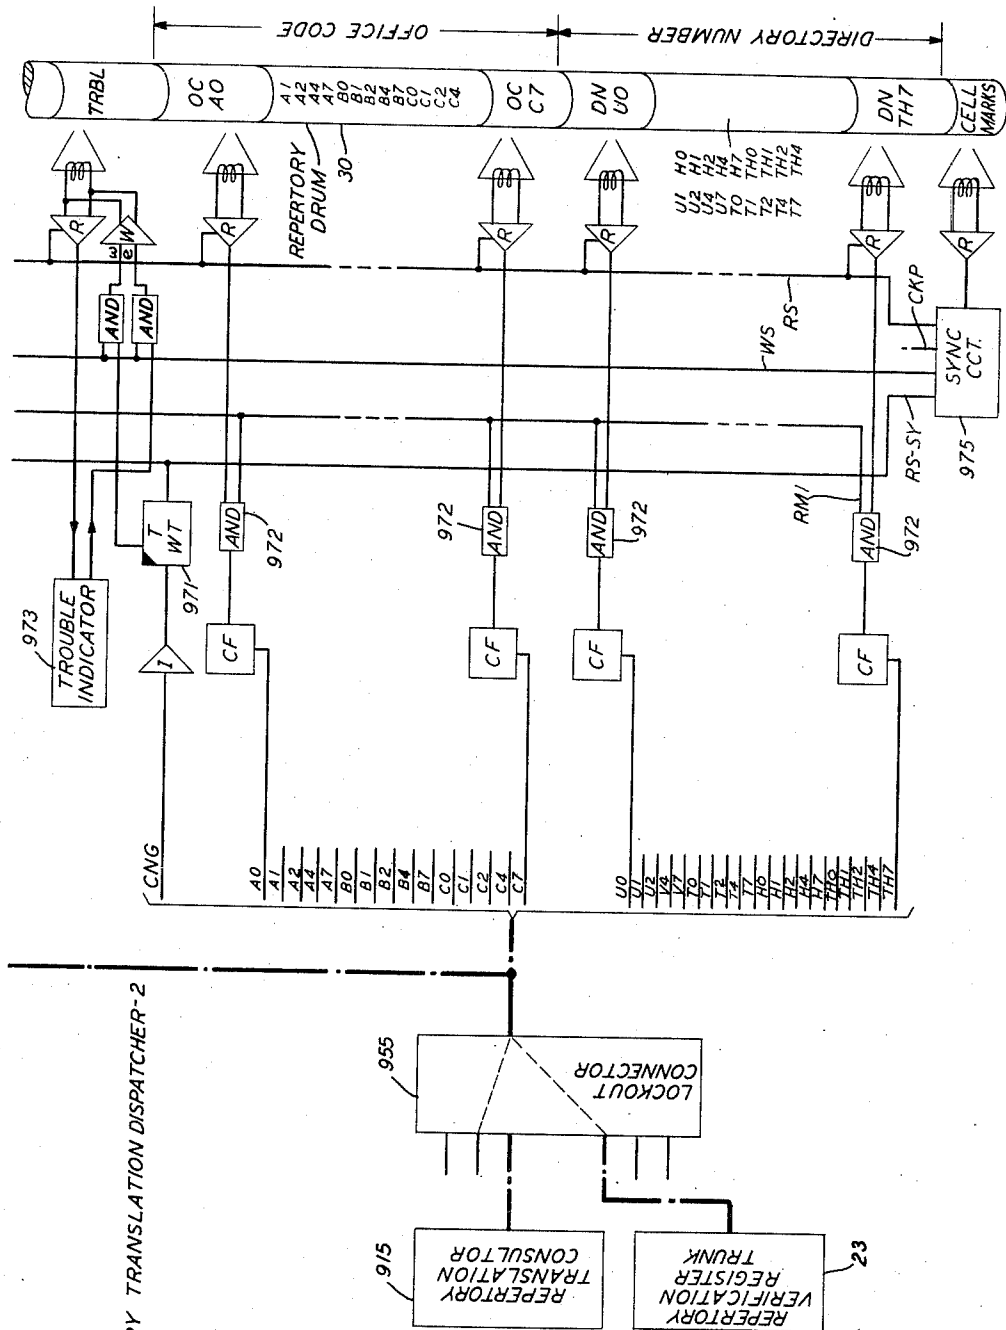 DIRECTORY NUMBER
OFFICE CODE
TRBL
OC
A0
A1
A2
A4
A7
B0
B1
B2
B4
B7
C0
C1
C2
C4
OC
C7
DN
U0
DN
TH7
CELL
MARKS
REPERTORY
DRUM
30
U1 H0
U2 H1
U4 H2
U7 H4
T0 H7
T1 TH0
T2 TH1
T4 TH2
T7 TH4
R
W
R
R
R
R
R
AND
AND
RS
WS
CKP
SYNC
CCT.
975
RS-SY
RM1
973
TROUBLE
INDICATOR
T
WT
971
I
AND
972
972
AND
AND
972
AND
972
CF
CF
CF
CF
CNG
A0
A1
A2
A4
A7
B0
B1
B2
B4
B7
C0
C1
C2
C4
C7
U0
U1
U2
V4
V7
T0
T1
T2
T4
T7
H0
H1
H2
H4
H7
TH0
TH1
TH2
TH4
TH7
RY TRANSLATION DISPATCHER-2
955
LOCKOUT
CONNECTOR
915
REPERTORY
TRANSLATION
CONSULTOR
REPERTORY
VERIFICATION
REGISTER
TRUNK
23